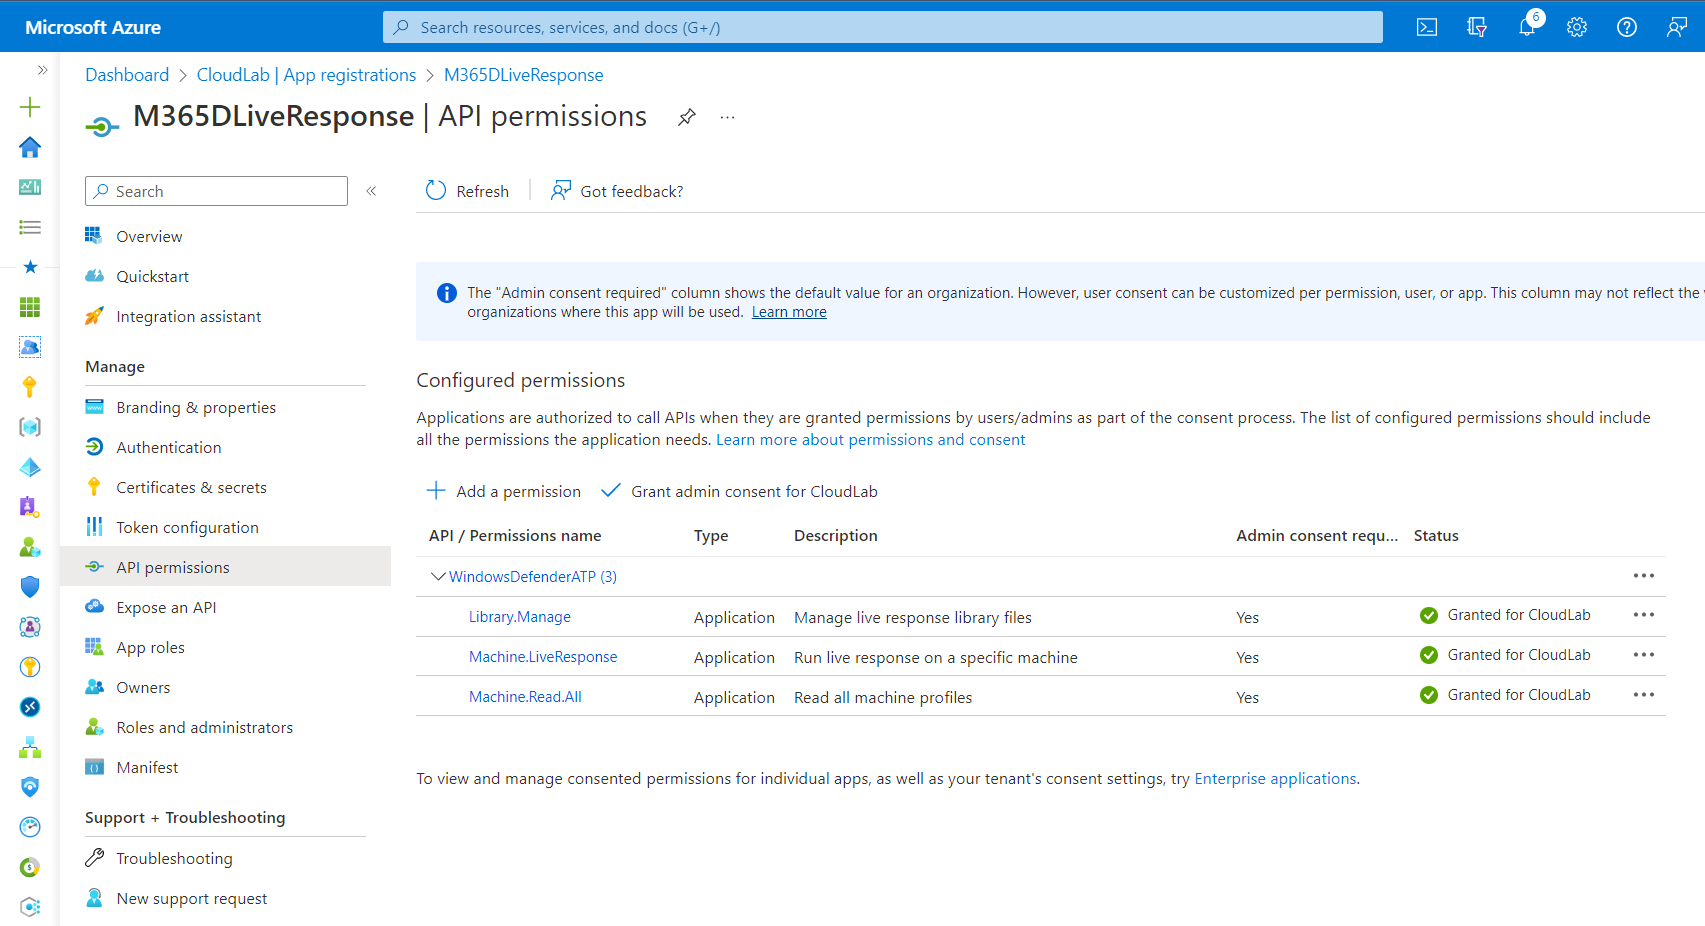 Microsoft Azure
Search resources, services, and docs (G+/)
6
Dashboard > CloudLab | App registrations > M365DLiveResponse
M365DLiveResponse | API permissions
Search
Refresh
Got feedback?
Overview
Quickstart
Integration assistant
Manage
Branding & properties
Authentication
Certificates & secrets
Token configuration
API permissions
Expose an API
App roles
Owners
Roles and administrators
Manifest
Support + Troubleshooting
Troubleshooting
New support request
The "Admin consent required" column shows the default value for an organization. However, user consent can be customized per permission, user, or app. This column may not reflect the
organizations where this app will be used. Learn more
Configured permissions
Applications are authorized to call APIs when they are granted permissions by users/admins as part of the consent process. The list of configured permissions should include
all the permissions the application needs. Learn more about permissions and consent
Add a permission
Grant admin consent for CloudLab
API / Permissions name Type Description Admin consent requ... Status
WindowsDefenderATP (3)
Library.Manage Application Manage live response library files Yes Granted for CloudLab
Machine.LiveResponse Application Run live response on a specific machine Yes Granted for CloudLab
Machine.Read.All Application Read all machine profiles Yes Granted for CloudLab
To view and manage consented permissions for individual apps, as well as your tenant's consent settings, try Enterprise applications.